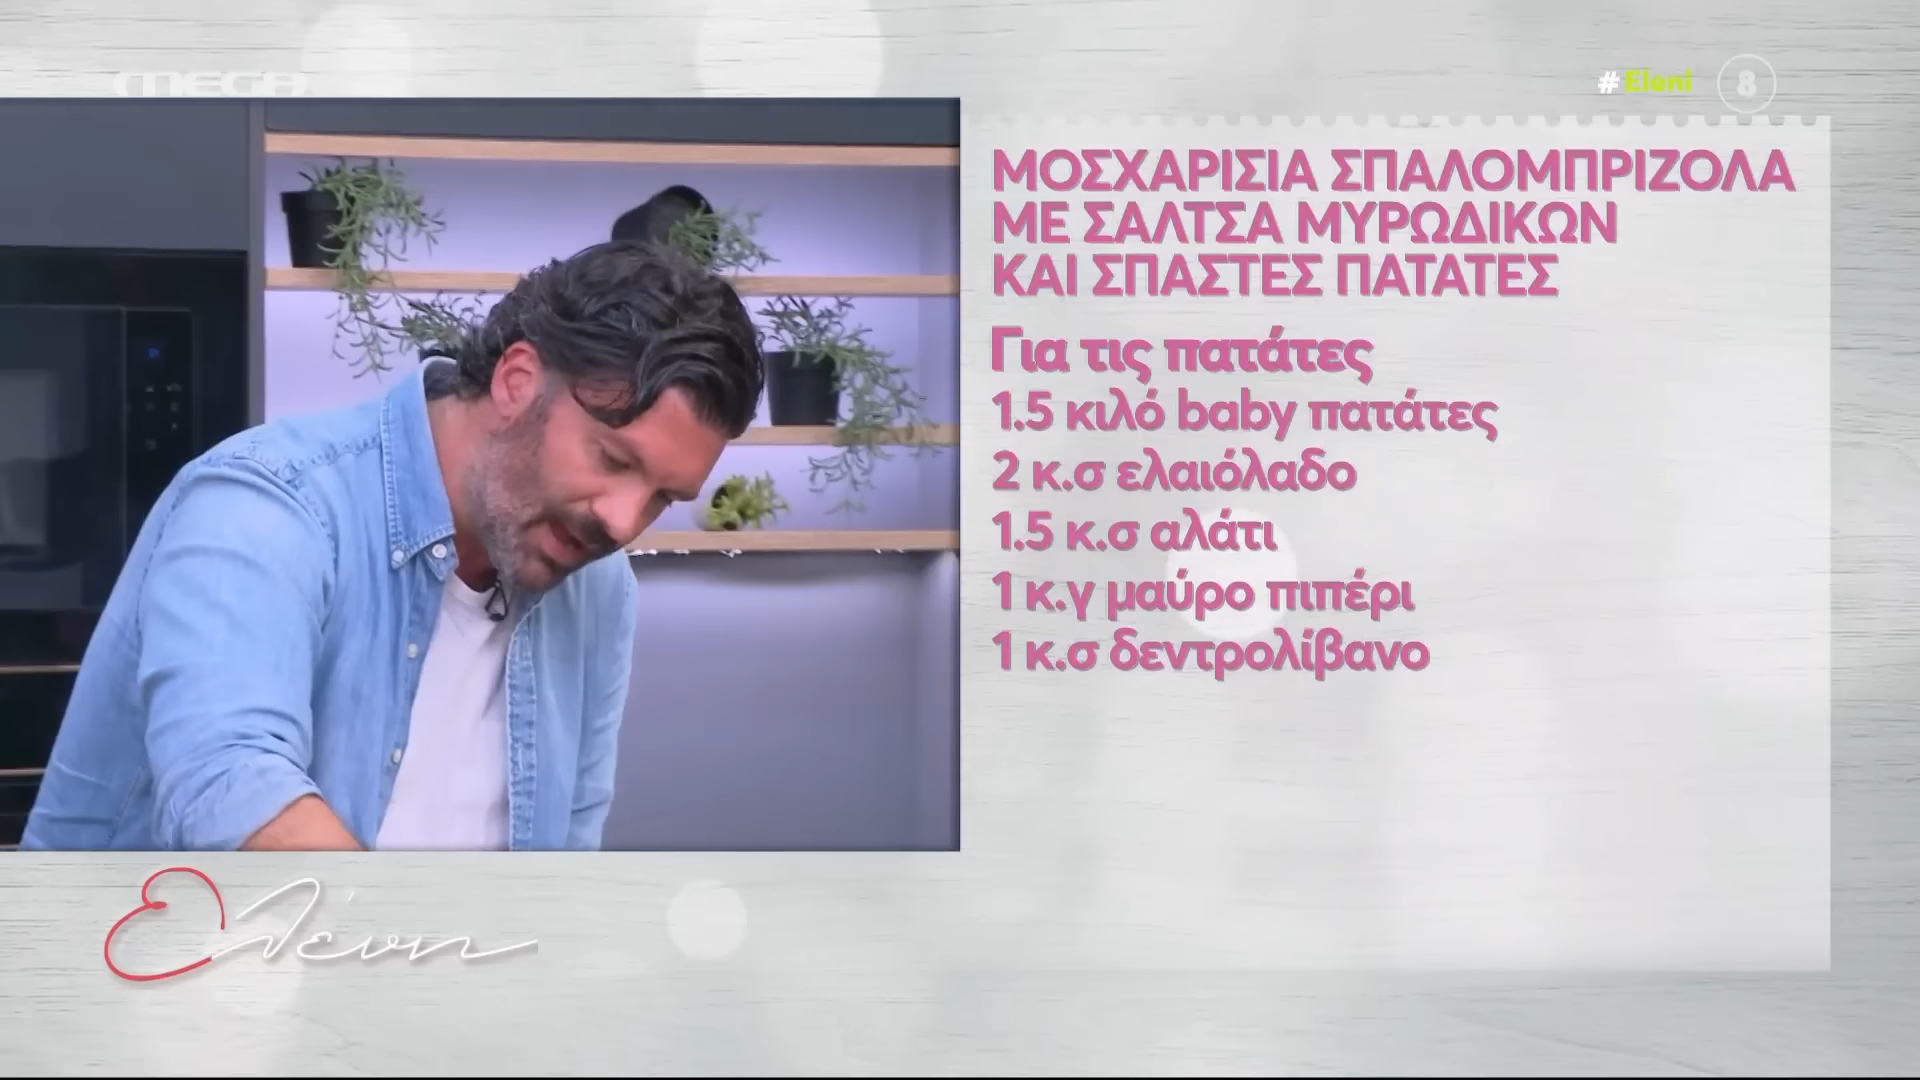 MEGA
#Eleni 8
ΜΟΣΧΑΡΙΣΙΑ ΣΠΑΛΟΜΠΡΙΖΟΛΑ
ΜΕ ΣΑΛΤΣΑ ΜΥΡΩΔΙΚΩΝ
ΚΑΙ ΣΠΑΣΤΕΣ ΠΑΤΑΤΕΣ
Για τις πατάτες
1.5 κιλό baby πατάτες
2 κ.σ ελαιόλαδο
1.5 κ.σ αλάτι
1 κ.γ μαύρο πιπέρι
1 κ.σ δεντρολίβανο
Ελένη